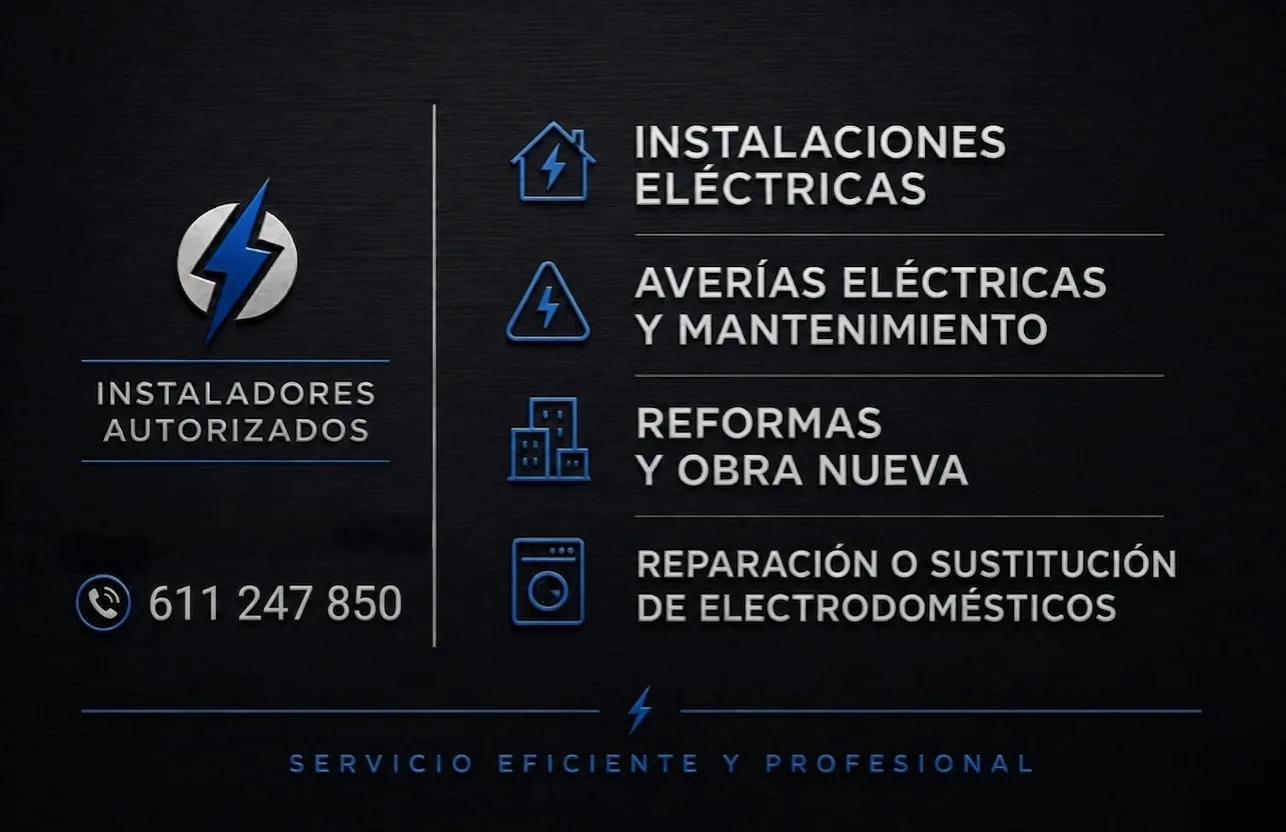 INSTALADORES
AUTORIZADOS
611 247 850
INSTALACIONES
ELÉCTRICAS
AVERÍAS ELÉCTRICAS
Y MANTENIMIENTO
REFORMAS
Y OBRA NUEVA
REPARACIÓN O SUSTITUCIÓN
DE ELECTRODOMÉSTICOS
SERVICIO EFICIENTE Y PROFESIONAL